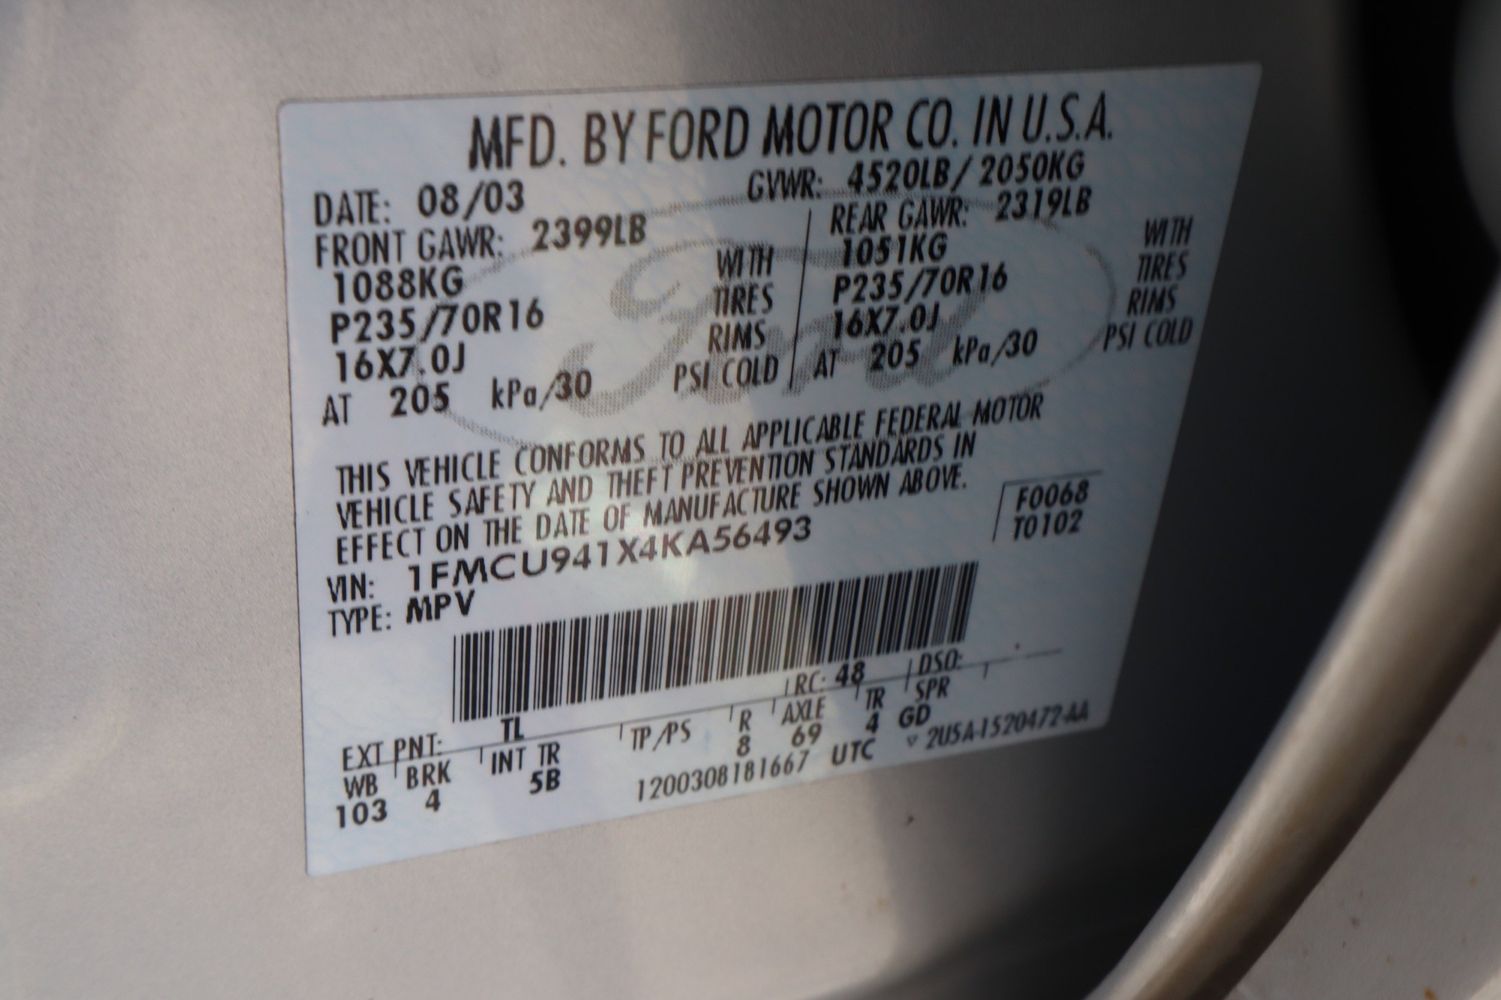 MFD. BY FORD MOTOR CO. IN U.S.A.
DATE: 08/03 GVWR: 4520LB/ 2050KG
FRONT GAWR: 2399LB REAR GAWR: 2319LB
1088KG WITH 1051KG WITH
P235/70R16 TIRES P235/70R16 TIRES
16X7.0J RIMS 16X7.0J RIMS
AT 205 kPa/30 PSI COLD AT 205 kPa/30 PSI COLD
Ford
THIS VEHICLE CONFORMS TO ALL APPLICABLE FEDERAL MOTOR
VEHICLE SAFETY AND THEFT PREVENTION STANDARDS IN
EFFECT ON THE DATE OF MANUFACTURE SHOWN ABOVE.
F0068
T0102
VIN: 1FMCU941X4KA56493
TYPE: MPV
EXT PNT: TL RC: 48 DSO:
WB BRK INT TR TP/PS R AXLE TR SPR
103 4 5B 8 69 4 GD
1200308181667 UTC ▿ 2U5A-1520472-AA